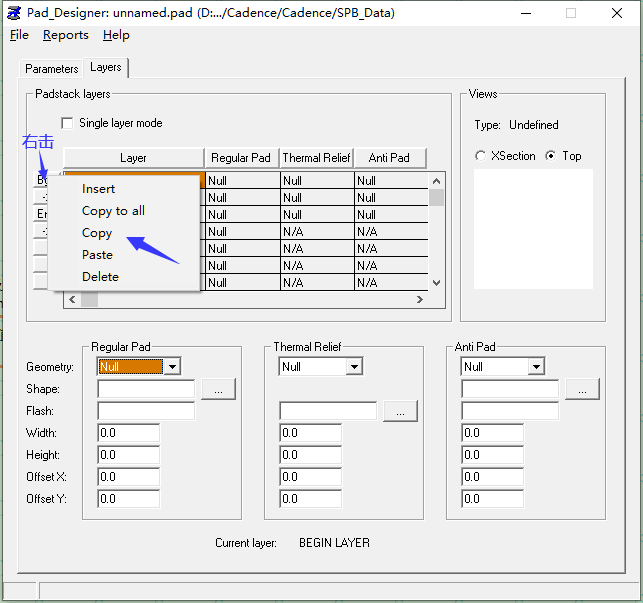 Pad_Designer: unnamed.pad (D:.../Cadence/Cadence/SPB_Data)
File Reports Help
Parameters Layers
Padstack layers
Single layer mode
右击
Layer Regular Pad Thermal Relief Anti Pad
Null Null Null
Null Null Null
Null Null Null
Null N/A N/A
Null N/A N/A
Null N/A N/A
Null N/A N/A
Insert
Copy to all
Copy
Paste
Delete
Views
Type: Undefined
XSection Top
Regular Pad Thermal Relief Anti Pad
Geometry: Null Null Null
Shape: ... ...
Flash: ...
Width: 0.0 0.0 0.0
Height: 0.0 0.0 0.0
Offset X: 0.0 0.0 0.0
Offset Y: 0.0 0.0 0.0
Current layer: BEGIN LAYER